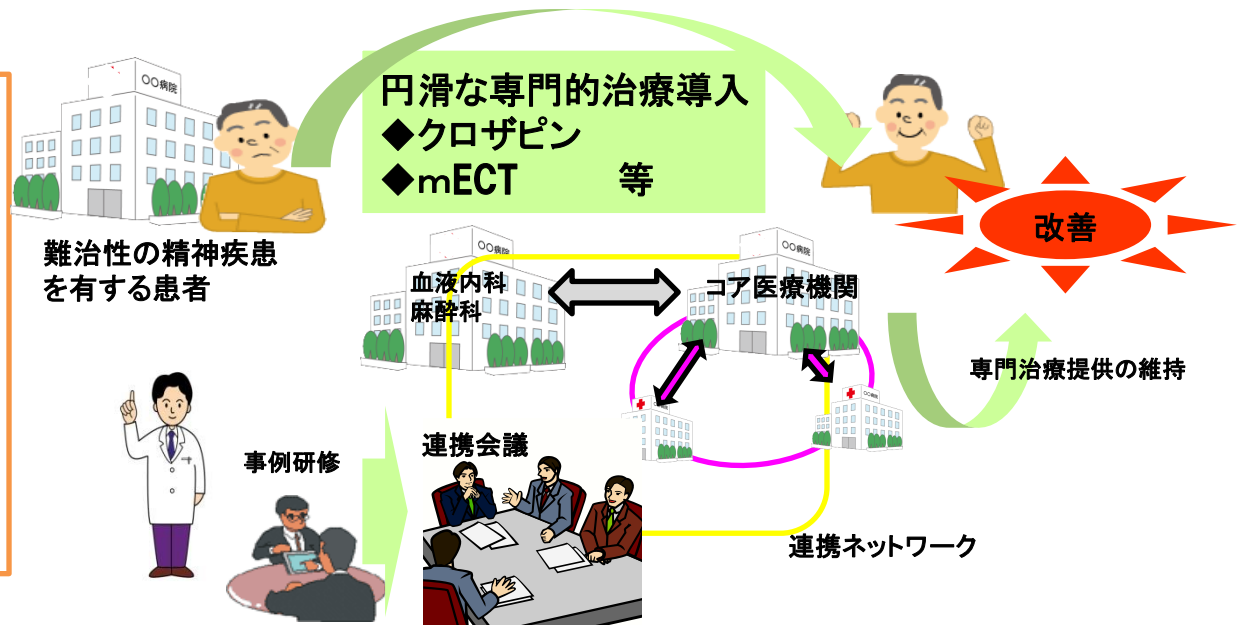 〇〇病院
円滑な専門的治療導入
◆クロザピン
◆mECT 等
難治性の精神疾患
を有する患者
改善
〇〇病院
血液内科
麻酔科
〇〇病院
コア医療機関
専門治療提供の維持
〇〇病院
事例研修
連携会議
連携ネットワーク